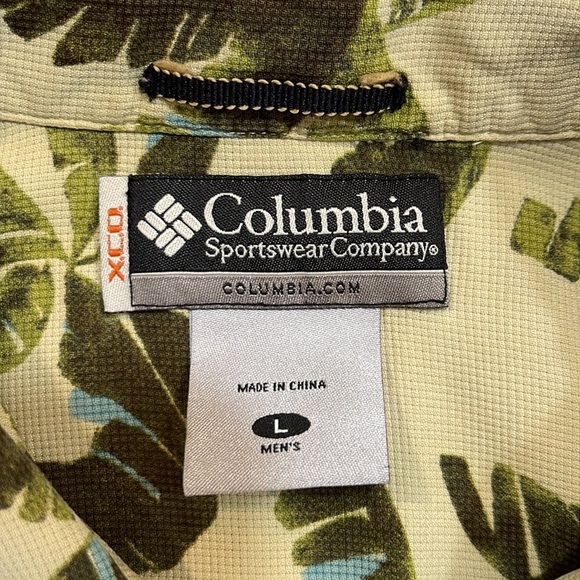 XCO.
Columbia
Sportswear Company®
COLUMBIA.COM
MADE IN CHINA
L
MEN'S